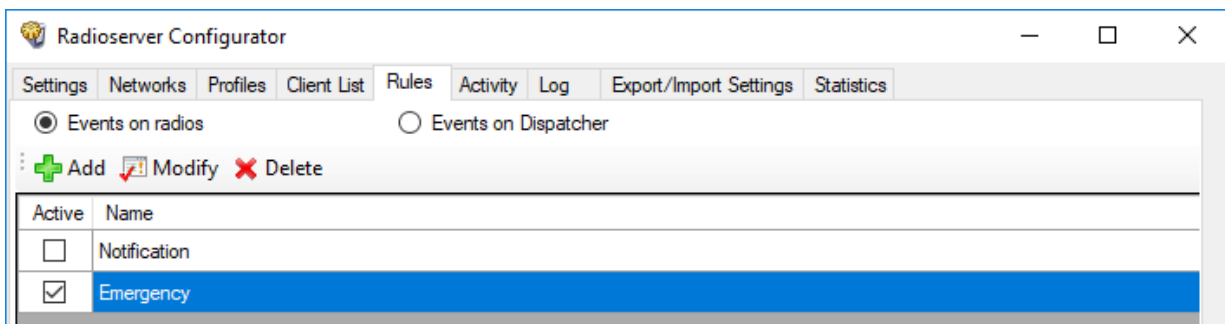 Radioserver Configurator
Settings Networks Profiles Client List Rules Activity Log Export/Import Settings Statistics
Events on radios Events on Dispatcher
Add Modify Delete
Active Name
Notification
Emergency